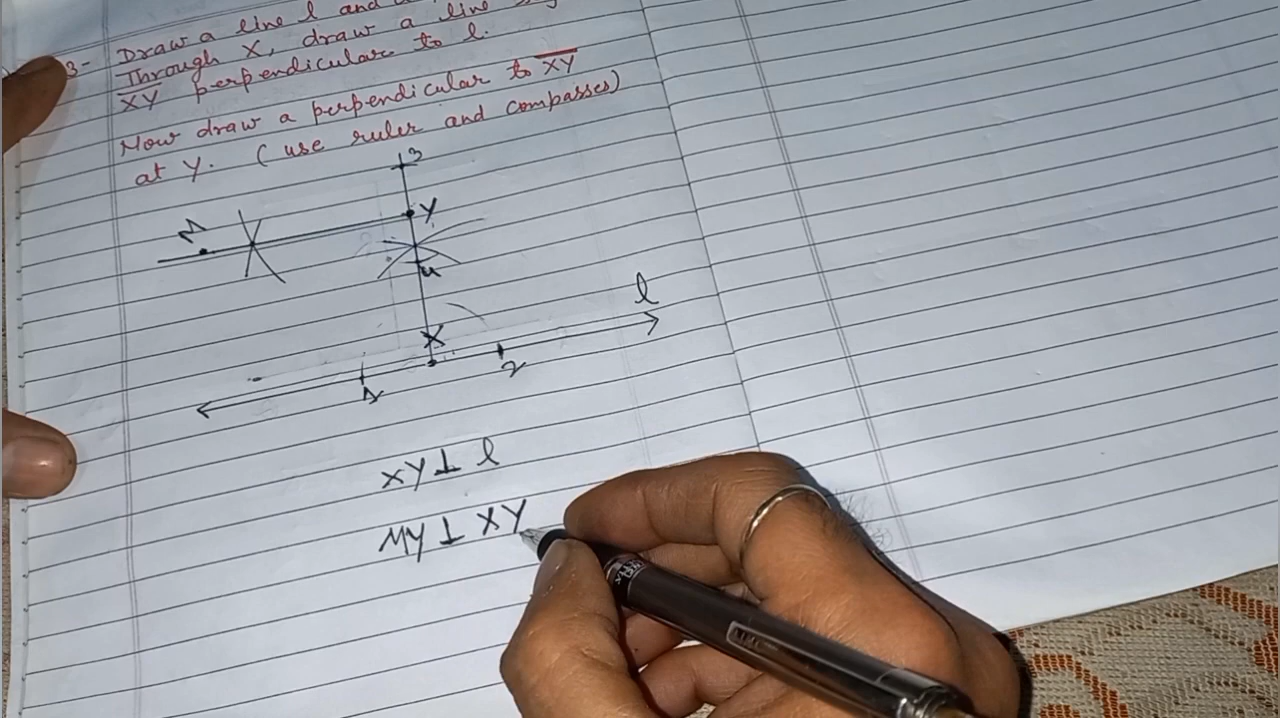 3- Draw a line l and
Through X, draw a line
XY perpendicular to l.
Now draw a perpendicular to XY
at Y. (use ruler and compasses)
3
M
Y
4
l
X
1
2
XY⊥ l
MY⊥ XY